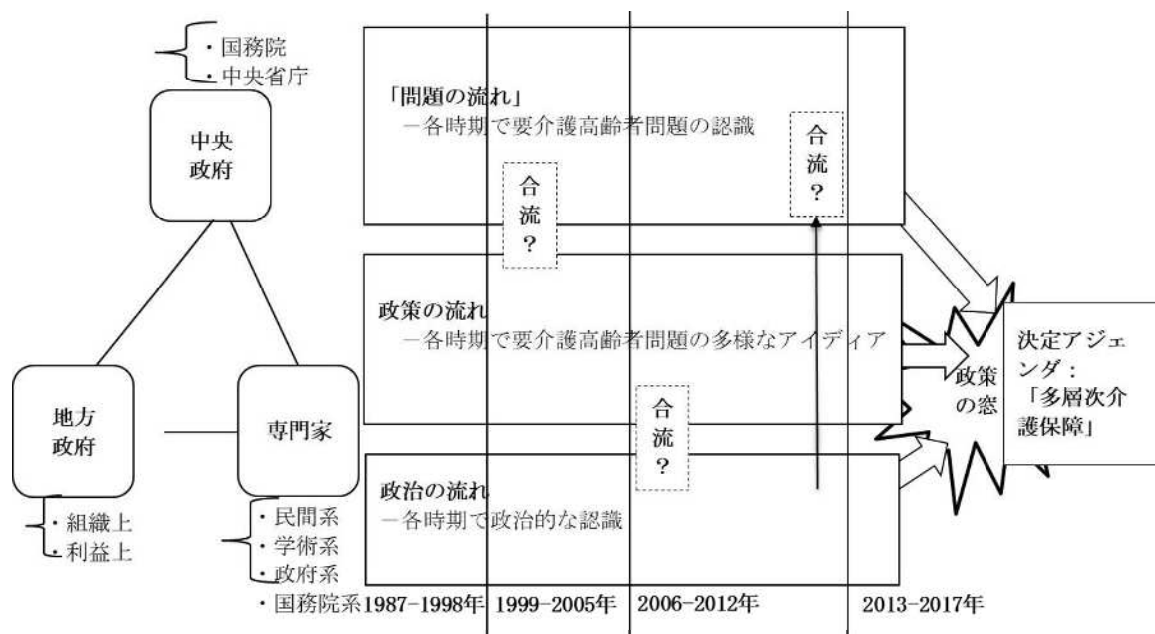 ・国務院
・中央省庁
中央
政府
地方
政府
専門家
・組織上
・利益上
・民間系
・学術系
・政府系
・国務院系
「問題の流れ」
－各時期で要介護高齢者問題の認識
合流？
合流？
政策の流れ
－各時期で要介護高齢者問題の多様なアイディア
合流？
政治の流れ
－各時期で政治的な認識
1987-1998年
1999-2005年
2006-2012年
2013-2017年
政策
の窓
決定アジェ
ンダ：
「多層次介
護保障」